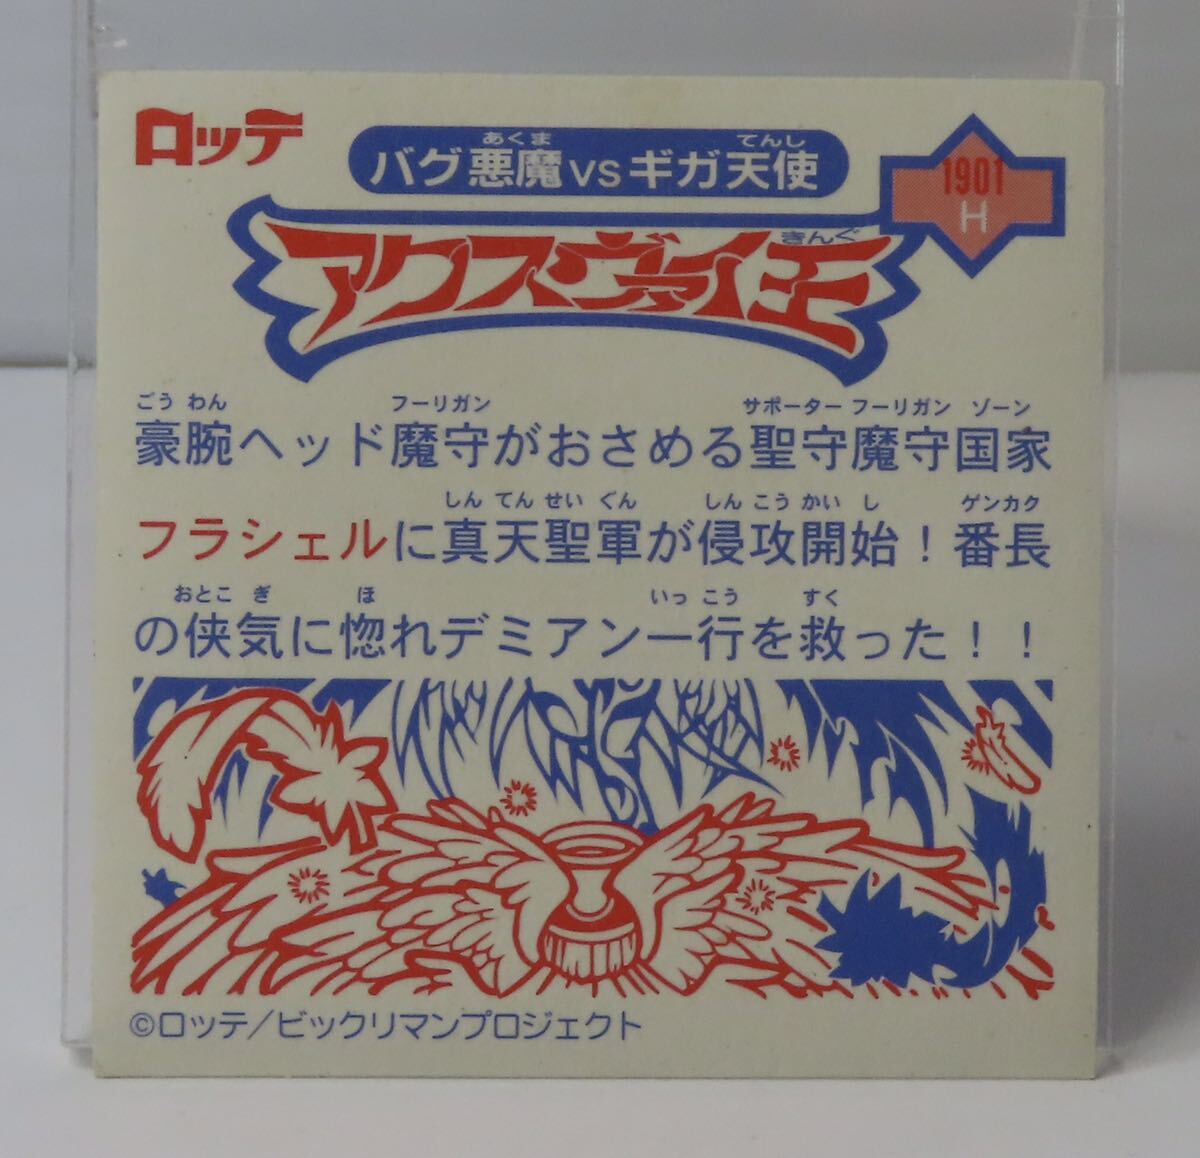 ロッテ
あくま てんし
バグ悪魔VSギガ天使
1901
H
きんぐ
アクスヴァイ王
ごう わん フーリガン サポーター フーリガン ゾーン
豪腕ヘッド魔守がおさめる聖守魔守国家
しん てん せい ぐん しん こう かい し ゲンカク
フラシェルに真天聖軍が侵攻開始！番長
おとこ ぎ ほ いっ こう すく
の侠気に惚れデミアン一行を救った！！
©ロッテ／ビックリマンプロジェクト